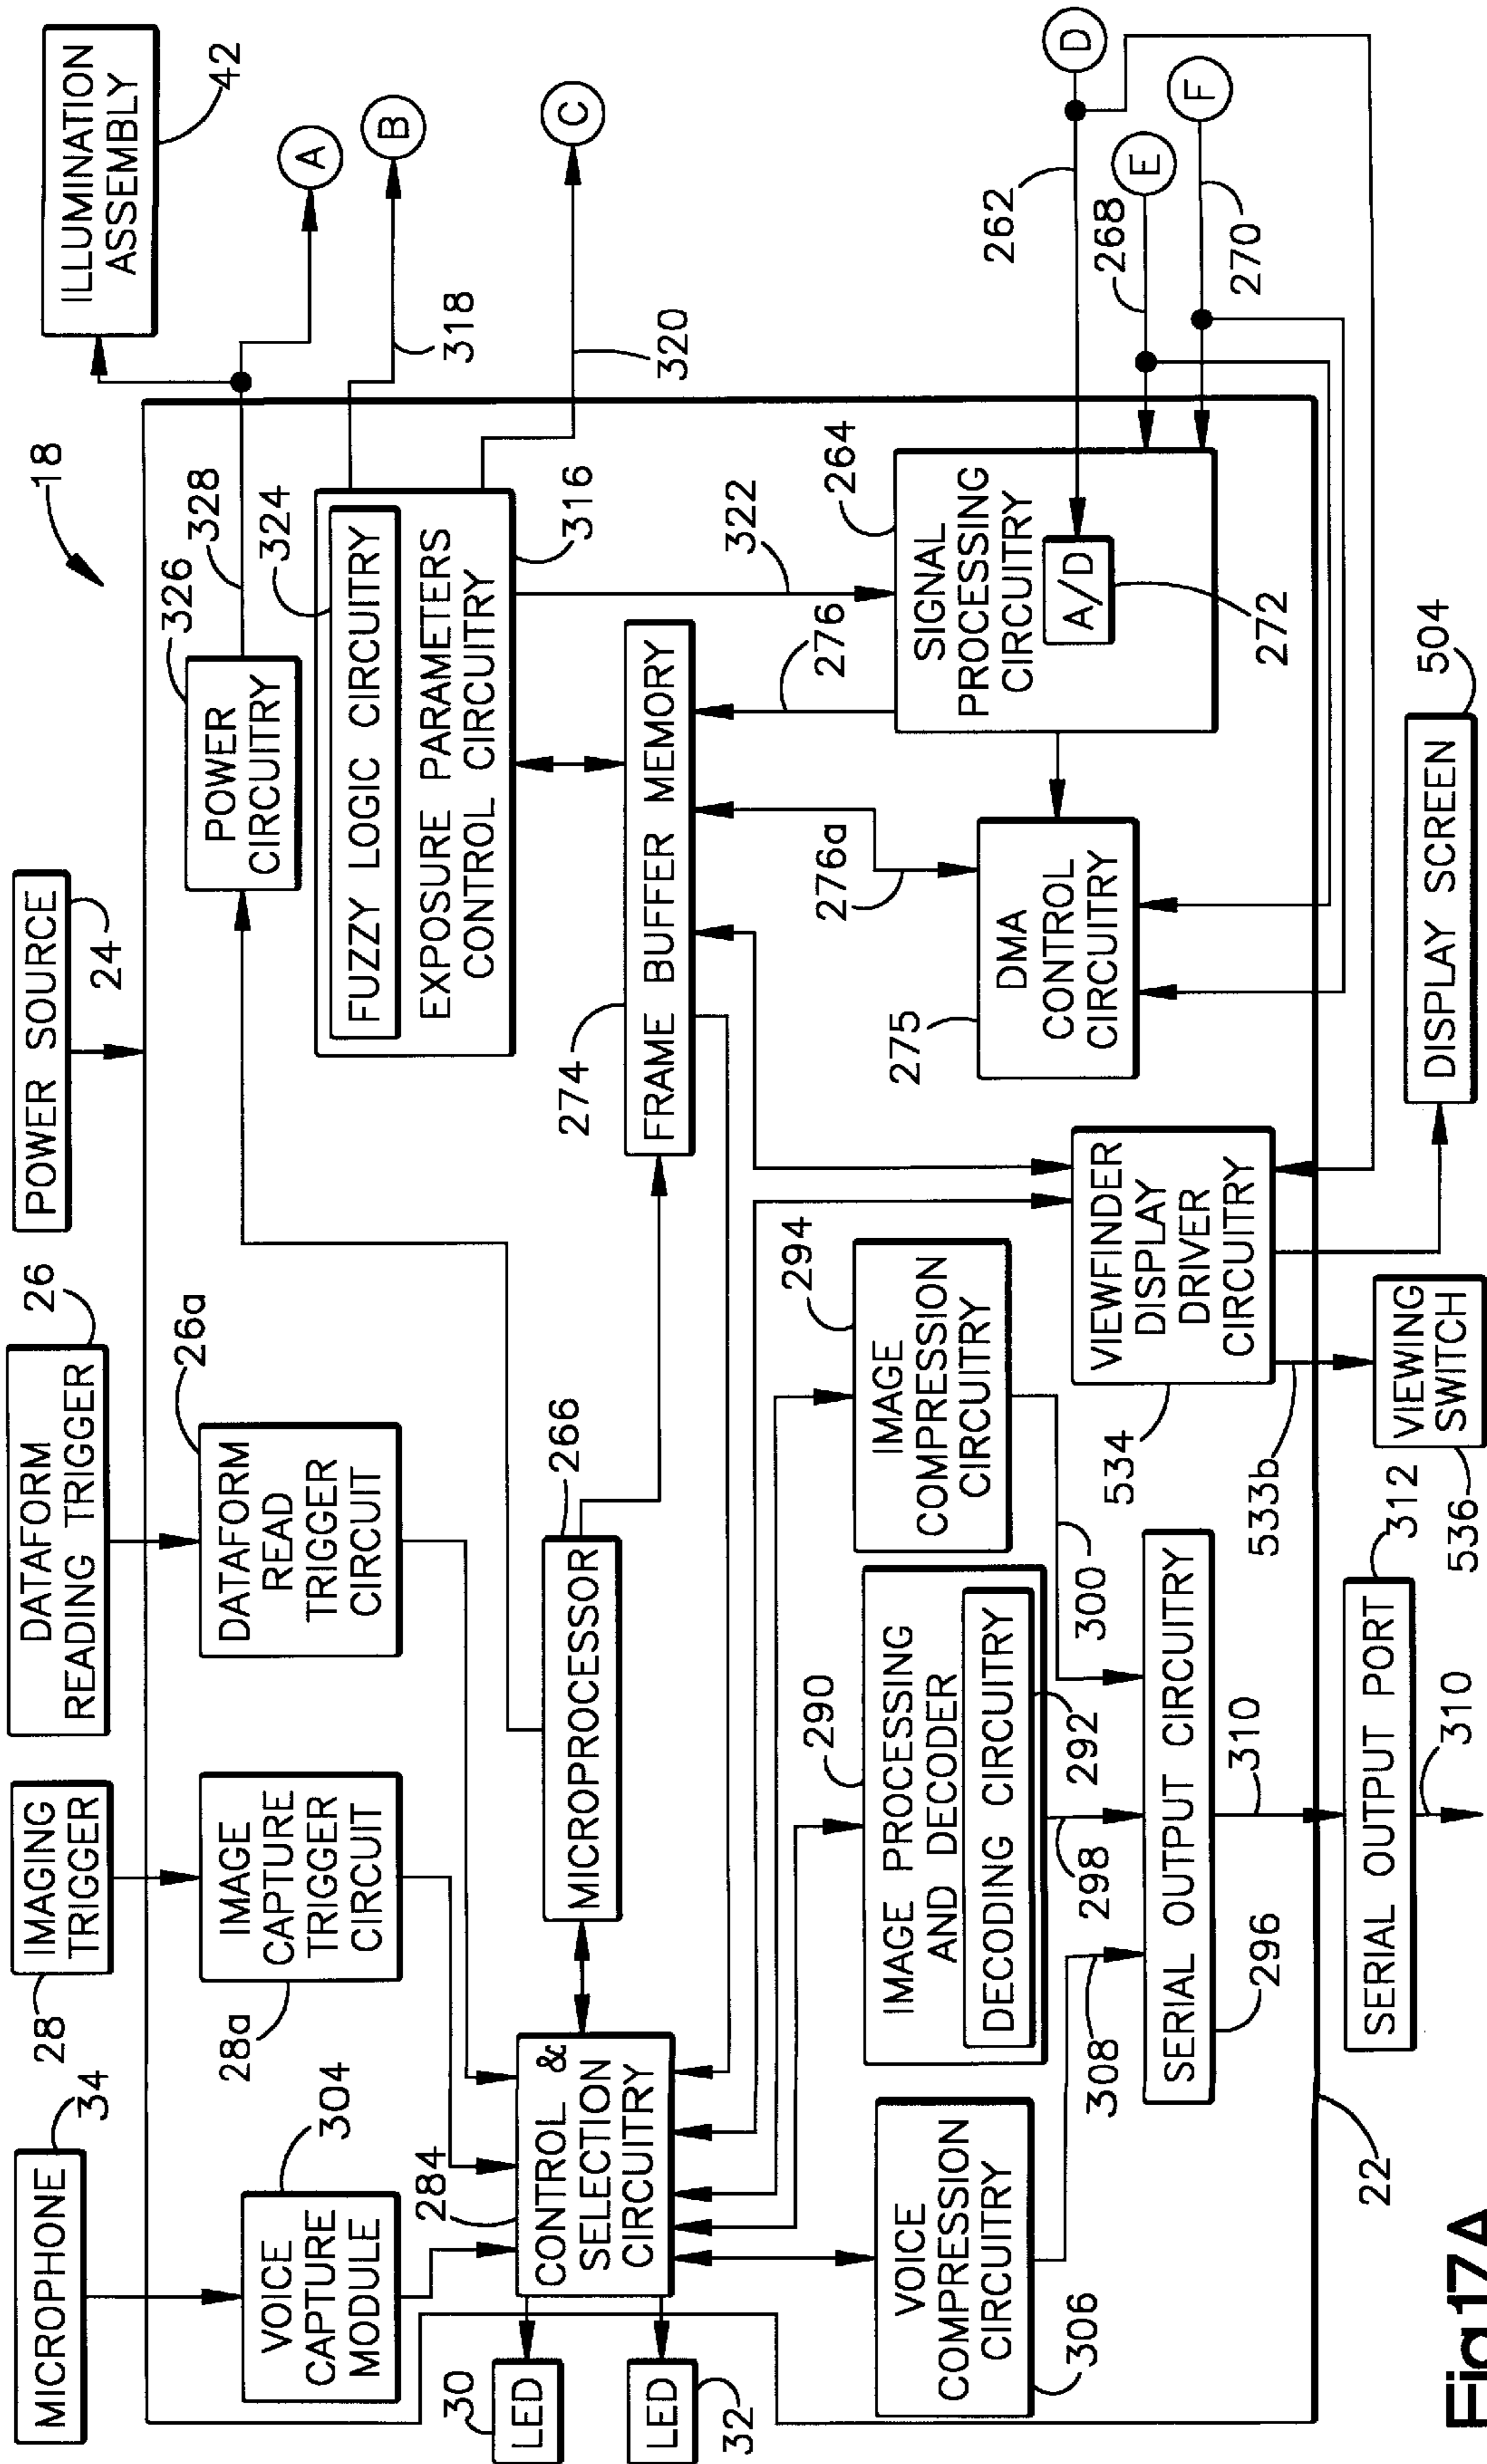 MICROPHONE
34
IMAGING
TRIGGER
28
DATAFORM
READING TRIGGER
26
POWER SOURCE
24
18
ILLUMINATION
ASSEMBLY
42
VOICE
CAPTURE
MODULE
304
IMAGE
CAPTURE
TRIGGER
CIRCUIT
28a
DATAFORM
READ
TRIGGER
CIRCUIT
26a
POWER
CIRCUITRY
326
328
A
FUZZY LOGIC CIRCUITRY
324
EXPOSURE PARAMETERS
CONTROL CIRCUITRY
316
318
B
320
C
LED
30
LED
32
CONTROL &
SELECTION
CIRCUITRY
284
MICROPROCESSOR
266
FRAME BUFFER MEMORY
274
276
322
276a
SIGNAL
PROCESSING
CIRCUITRY
264
A/D
272
262
D
268
E
270
F
DMA
CONTROL
CIRCUITRY
275
VOICE
COMPRESSION
CIRCUITRY
306
IMAGE PROCESSING
AND DECODER
290
DECODING CIRCUITRY
292
IMAGE
COMPRESSION
CIRCUITRY
294
VIEWFINDER
DISPLAY
DRIVER
CIRCUITRY
534
308
298
300
SERIAL OUTPUT CIRCUITRY
296
310
533b
22
SERIAL OUTPUT PORT
312
310
VIEWING
SWITCH
536
DISPLAY SCREEN
504
Fig.17A